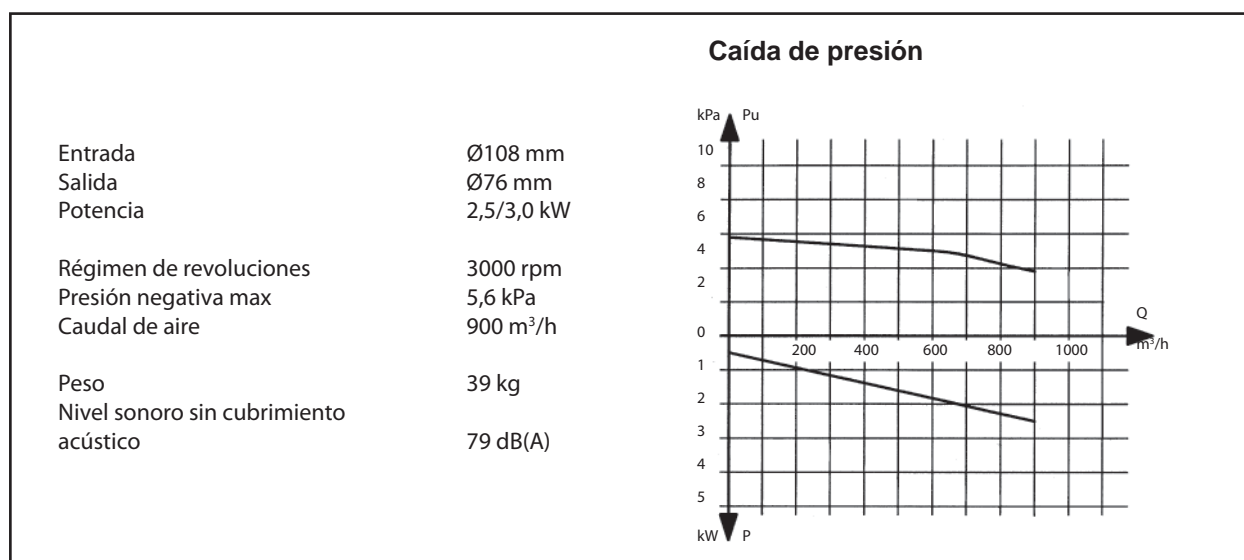 Caída de presión
Entrada Ø108 mm
Salida Ø76 mm
Potencia 2,5/3,0 kW
Régimen de revoluciones 3000 rpm
Presión negativa max 5,6 kPa
Caudal de aire 900 m³/h
Peso 39 kg
Nivel sonoro sin cubrimiento
acústico 79 dB(A)
kPa Pu
10
8
6
4
2
0
Q
m³/h
200 400 600 800 1000
1
2
3
4
5
kW P